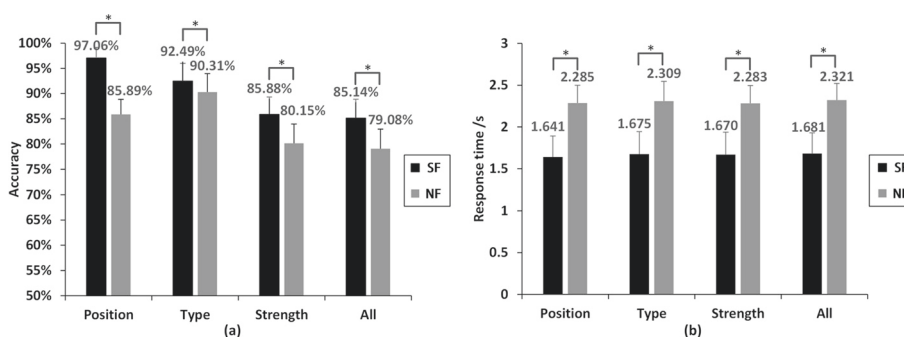 100%
95%
90%
85%
80%
75%
70%
65%
60%
55%
50%
Accuracy
* * * *
97.06% 85.89%
92.49% 90.31%
85.88% 80.15%
85.14% 79.08%
SF
NF
Position Type Strength All
(a)
3
2.5
2
1.5
1
0.5
0
Response time /s
* * * *
1.641 2.285
1.675 2.309
1.670 2.283
1.681 2.321
Position Type Strength All
(b)